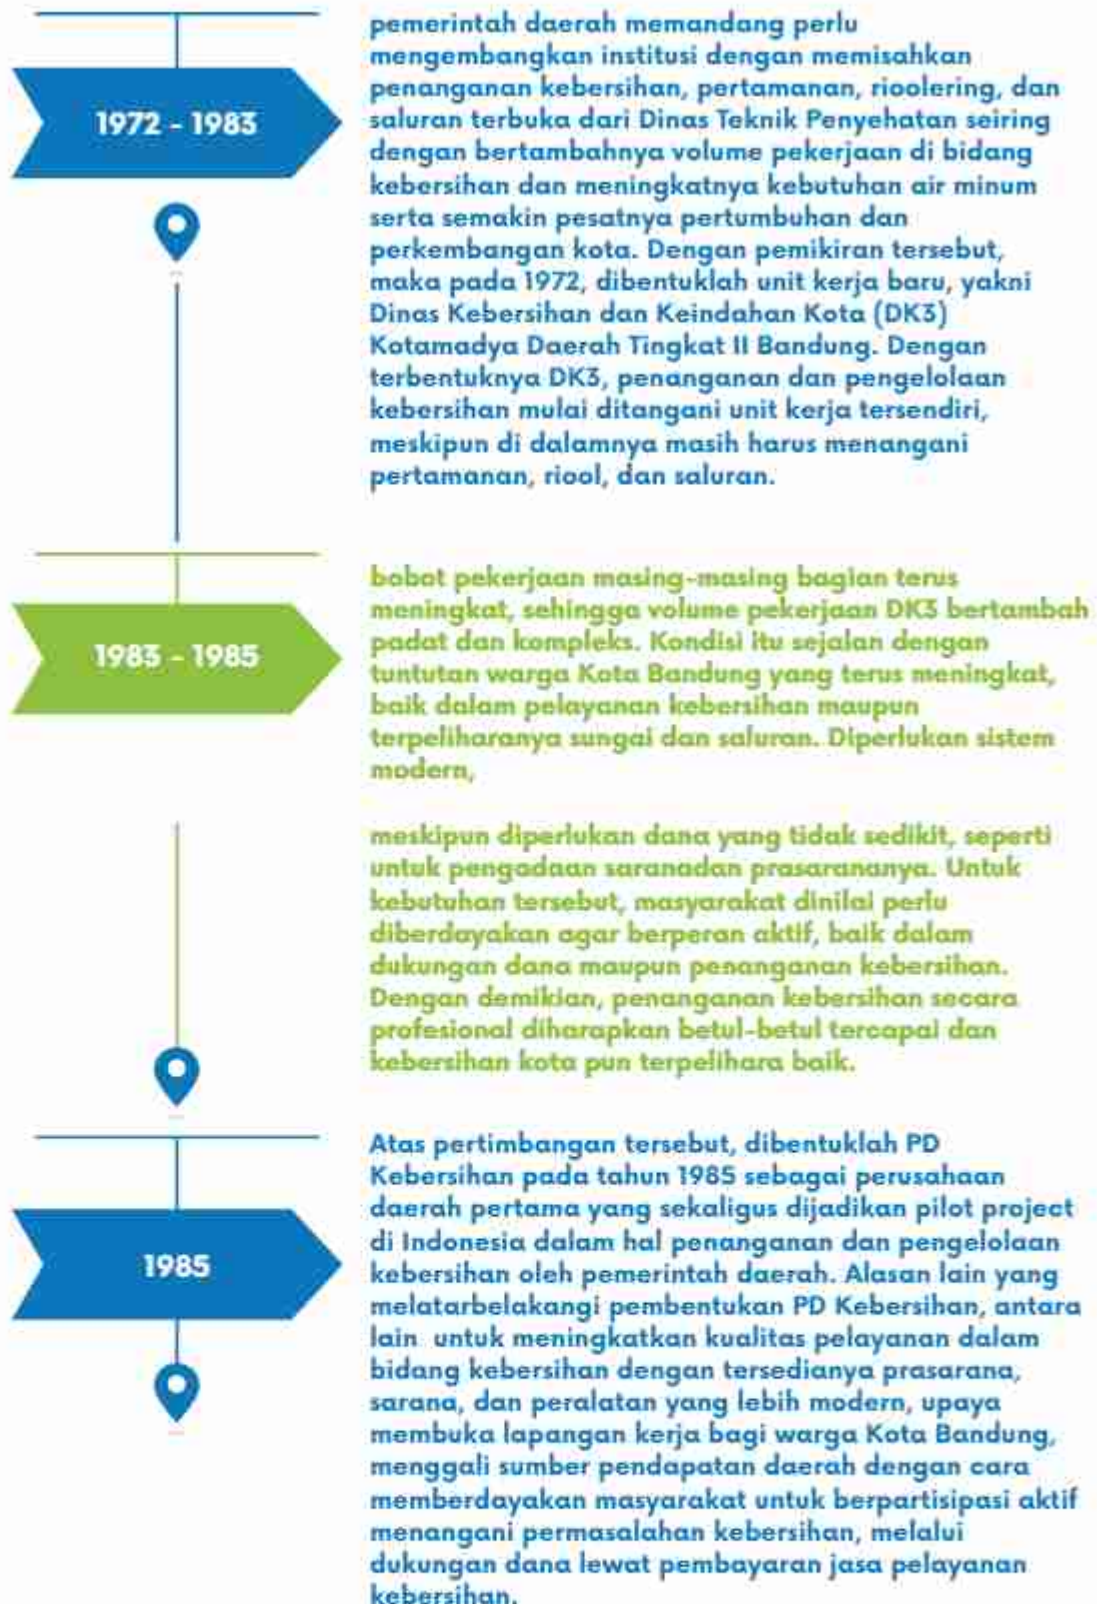 1972 - 1983
pemerintah daerah memandang perlu
mengembangkan institusi dengan memisahkan
penanganan kebersihan, pertamanan, rioolering, dan
saluran terbuka dari Dinas Teknik Penyehatan seiring
dengan bertambahnya volume pekerjaan di bidang
kebersihan dan meningkatnya kebutuhan air minum
serta semakin pesatnya pertumbuhan dan
perkembangan kota. Dengan pemikiran tersebut,
maka pada 1972, dibentuklah unit kerja baru, yakni
Dinas Kebersihan dan Keindahan Kota (DK3)
Kotamadya Daerah Tingkat II Bandung. Dengan
terbentuknya DK3, penanganan dan pengelolaan
kebersihan mulai ditangani unit kerja tersendiri,
meskipun di dalamnya masih harus menangani
pertamanan, riool, dan saluran.
1983 - 1985
bobot pekerjaan masing-masing bagian terus
meningkat, sehingga volume pekerjaan DK3 bertambah
padat dan kompleks. Kondisi itu sejalan dengan
tuntutan warga Kota Bandung yang terus meningkat,
baik dalam pelayanan kebersihan maupun
terpeliharanya sungai dan saluran. Diperlukan sistem
modern,
meskipun diperlukan dana yang tidak sedikit, seperti
untuk pengadaan saranadan prasarananya. Untuk
kebutuhan tersebut, masyarakat dinilai perlu
diberdayakan agar berperan aktif, baik dalam
dukungan dana maupun penanganan kebersihan.
Dengan demikian, penanganan kebersihan secara
profesional diharapkan betul-betul tercapai dan
kebersihan kota pun terpelihara baik.
1985
Atas pertimbangan tersebut, dibentuklah PD
Kebersihan pada tahun 1985 sebagai perusahaan
daerah pertama yang sekaligus dijadikan pilot project
di Indonesia dalam hal penanganan dan pengelolaan
kebersihan oleh pemerintah daerah. Alasan lain yang
melatarbelakangi pembentukan PD Kebersihan, antara
lain untuk meningkatkan kualitas pelayanan dalam
bidang kebersihan dengan tersedianya prasarana,
sarana, dan peralatan yang lebih modern, upaya
membuka lapangan kerja bagi warga Kota Bandung,
menggali sumber pendapatan daerah dengan cara
memberdayakan masyarakat untuk berpartisipasi aktif
menangani permasalahan kebersihan, melalui
dukungan dana lewat pembayaran jasa pelayanan
kebersihan.